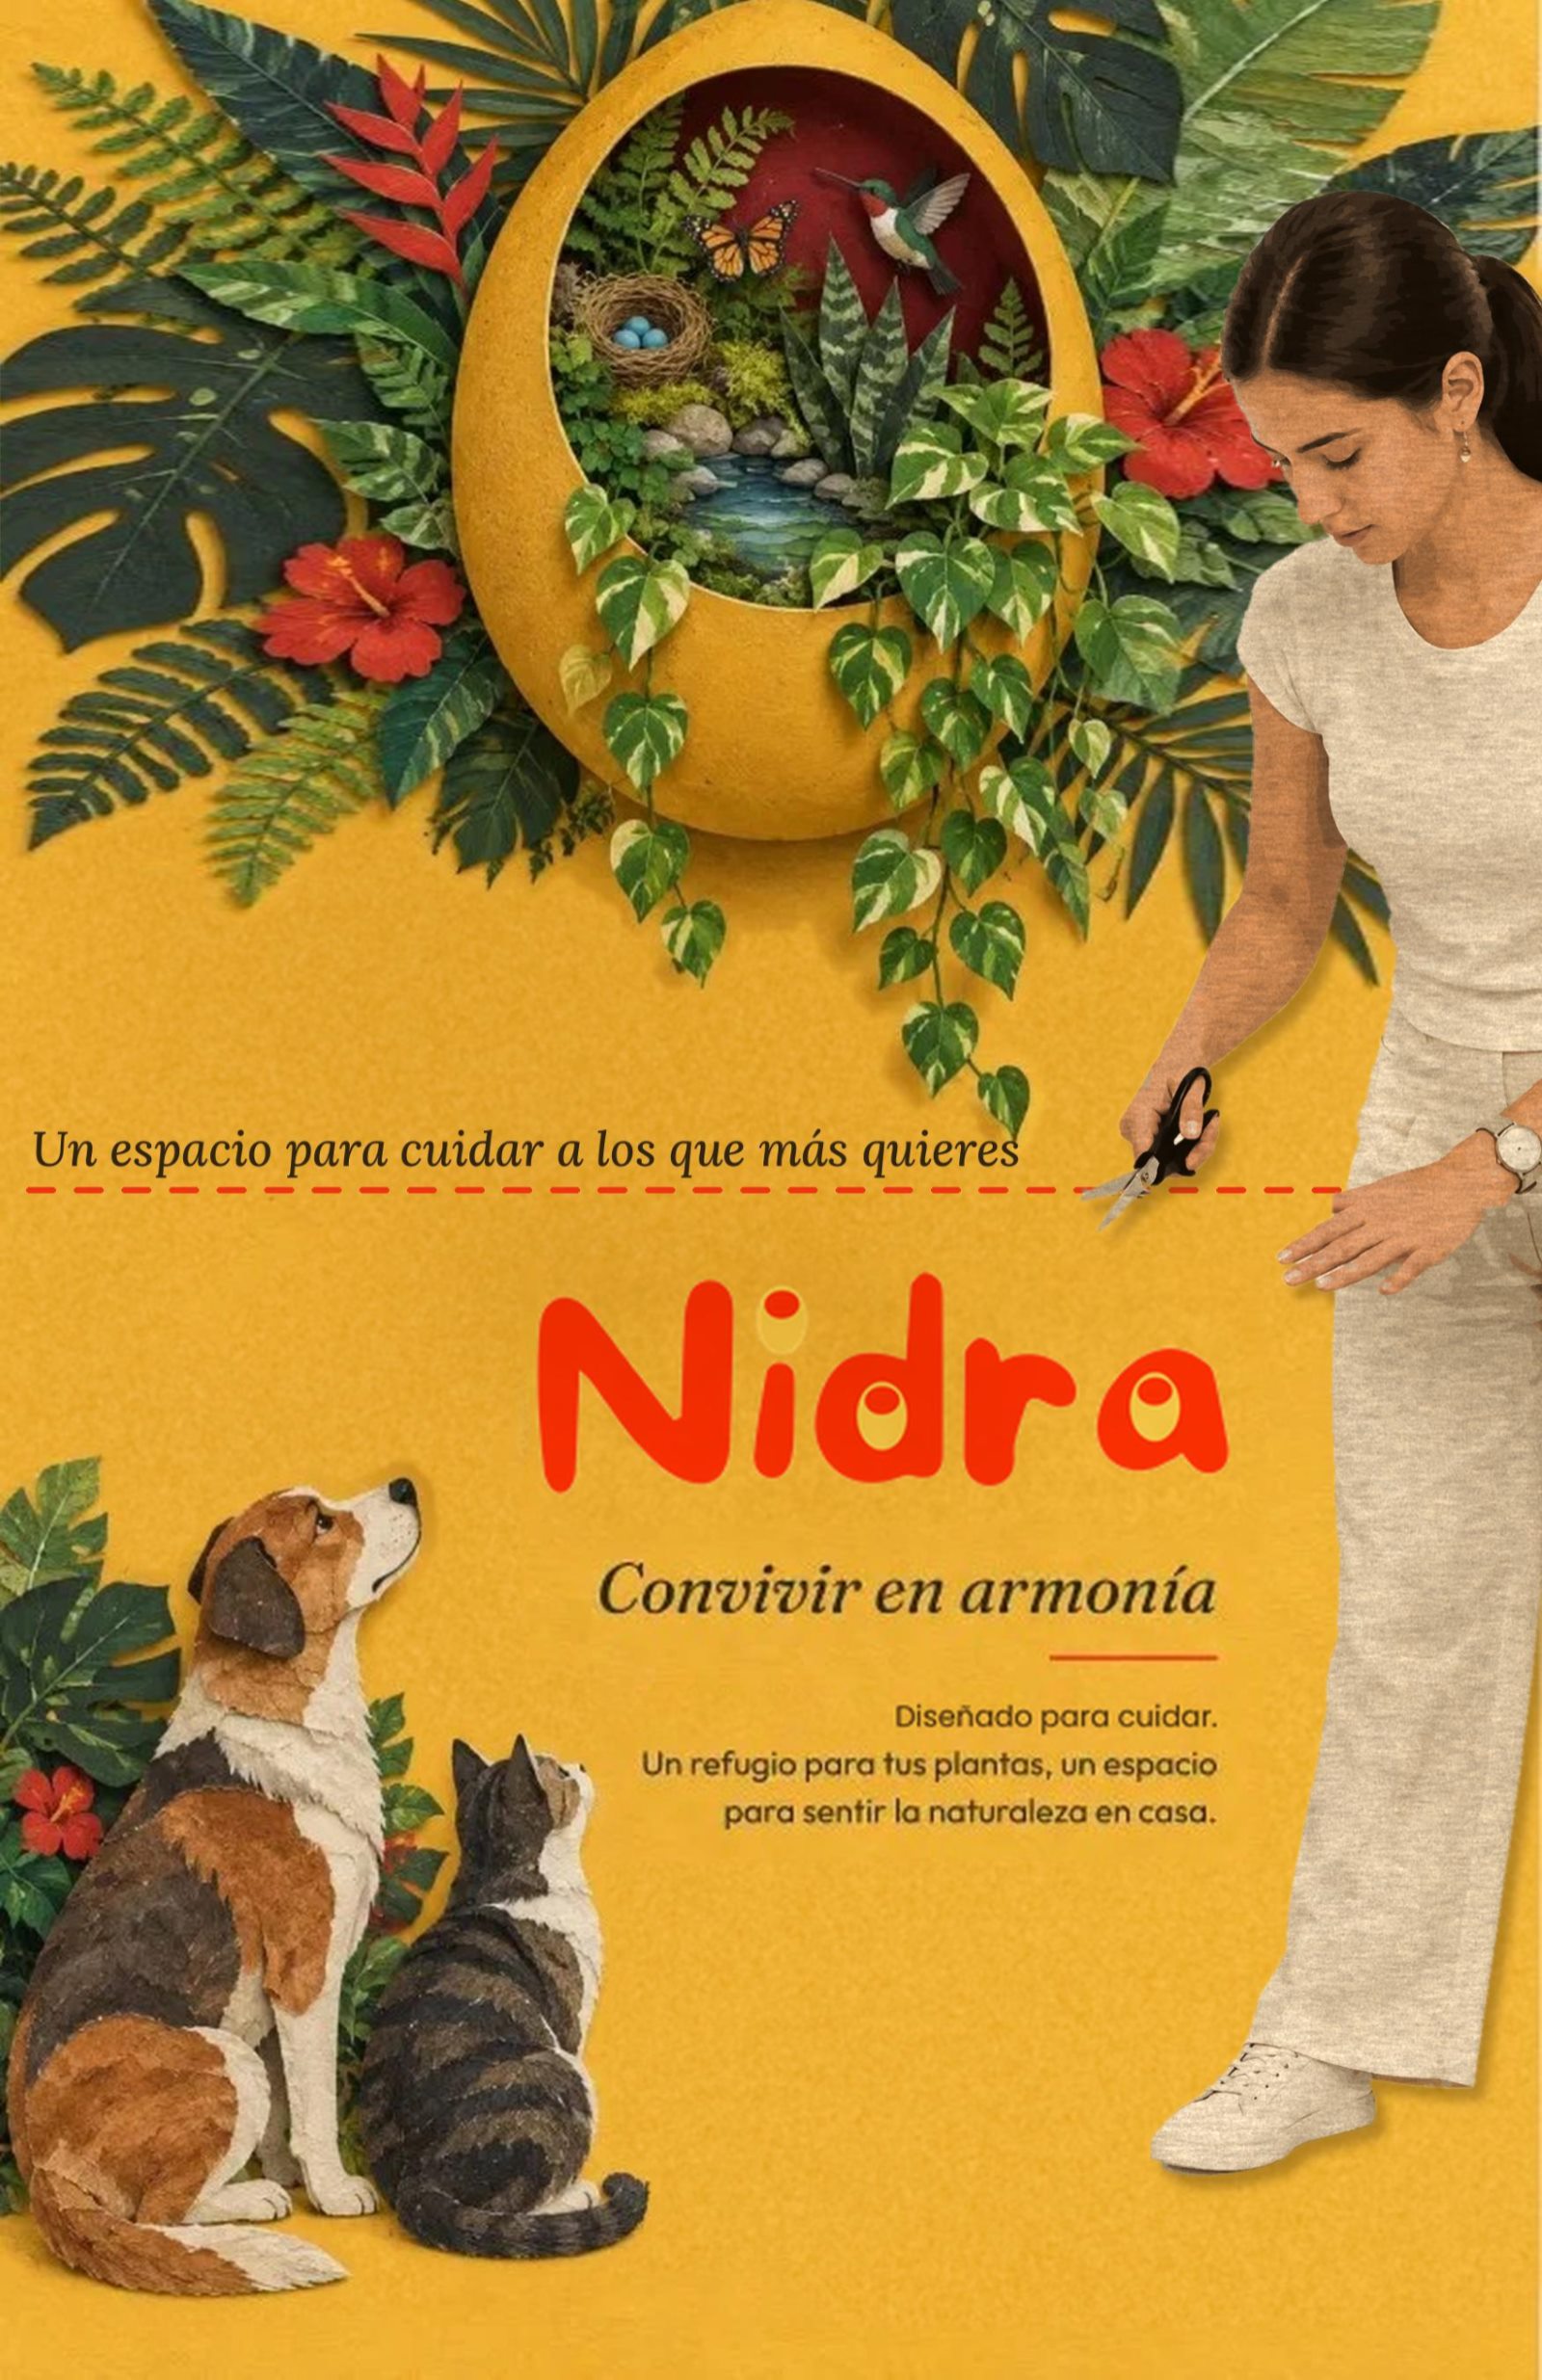 Un espacio para cuidar a los que más quieres
Nidra
Convivir en armonía
Diseñado para cuidar.
Un refugio para tus plantas, un espacio
para sentir la naturaleza en casa.